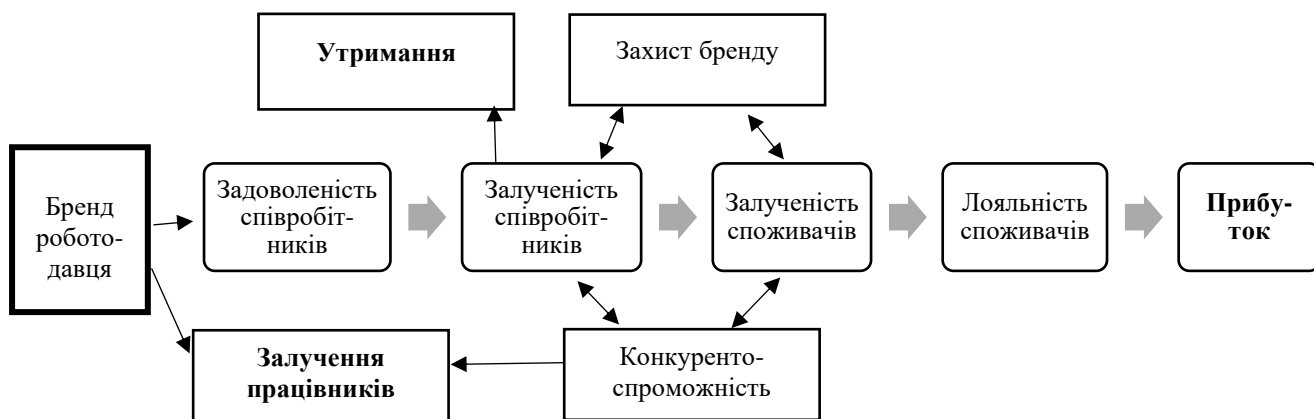 Утримання
Захист бренду
Бренд
робото-
давця
Задоволеність
співробіт-
ників
Залученість
співробіт-
ників
Залученість
споживачів
Лояльність
споживачів
Прибу-
ток
Залучення
працівників
Конкуренто-
спроможність